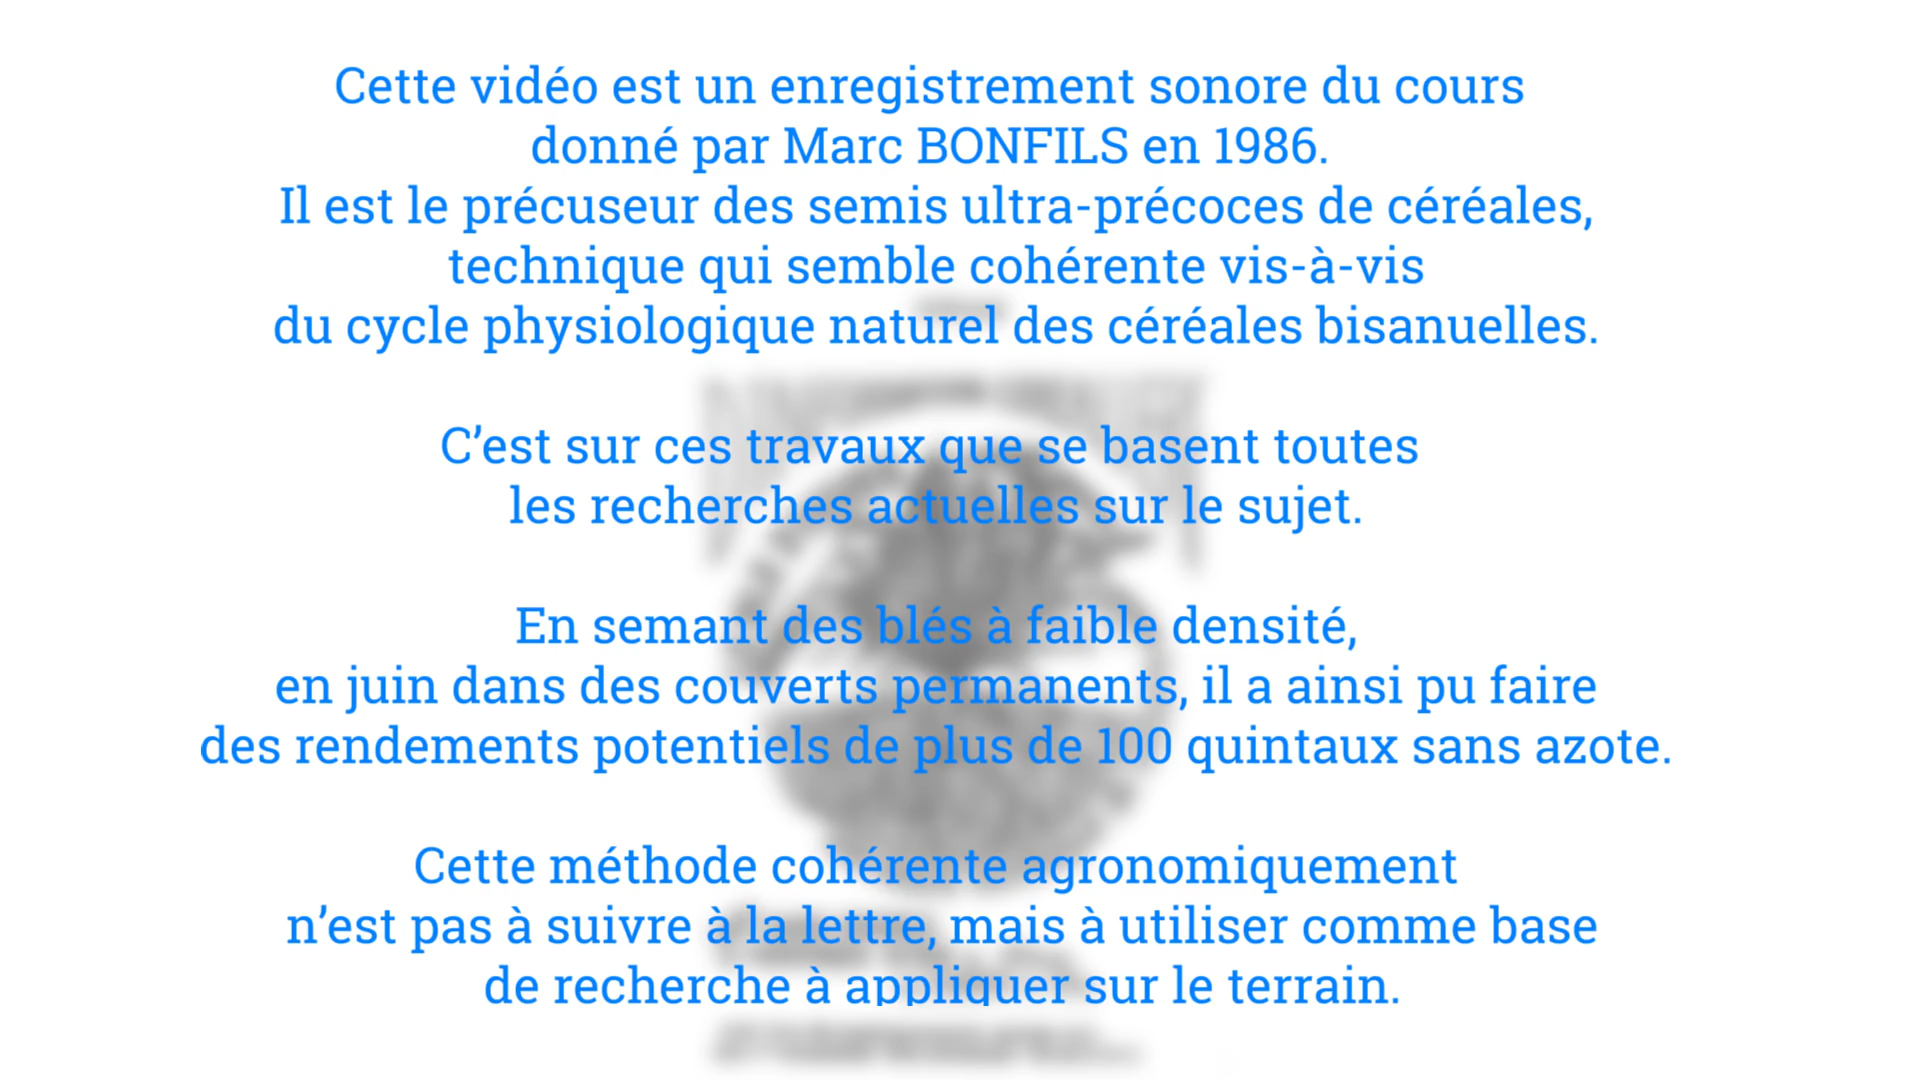 Cette vidéo est un enregistrement sonore du cours
donné par Marc BONFILS en 1986.
Il est le précuseur des semis ultra-précoces de céréales,
technique qui semble cohérente vis-à-vis
du cycle physiologique naturel des céréales bisanuelles.
C’est sur ces travaux que se basent toutes
les recherches actuelles sur le sujet.
En semant des blés à faible densité,
en juin dans des couverts permanents, il a ainsi pu faire
des rendements potentiels de plus de 100 quintaux sans azote.
Cette méthode cohérente agronomiquement
n’est pas à suivre à la lettre, mais à utiliser comme base
de recherche à appliquer sur le terrain.